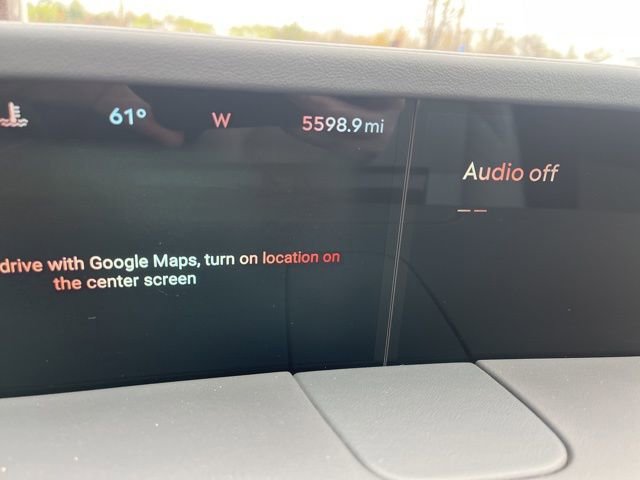 61° W 5598.9 mi
Audio off
drive with Google Maps, turn on location on
the center screen